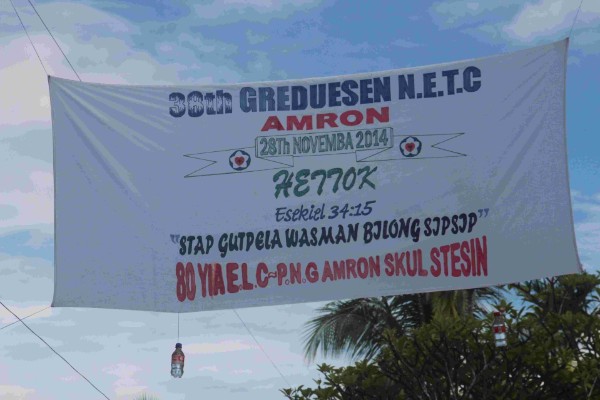 38th GREDUESEN N.E.T.C
AMRON
28Th NOVEMBA 2014
HETTOK
Esekiel 34:15
"STAP GUTPELA WASMAN BILONG SIPSIP"
80 YIA E.L.C~P.N.G AMRON SKUL STESIN